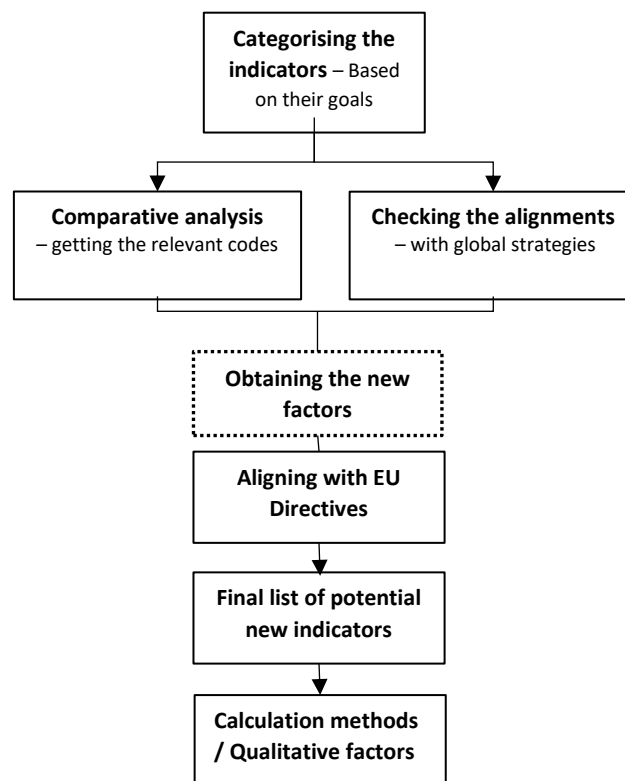 Categorising the
indicators – Based
on their goals
Comparative analysis
– getting the relevant codes
Checking the alignments
– with global strategies
Obtaining the new
factors
Aligning with EU
Directives
Final list of potential
new indicators
Calculation methods
/ Qualitative factors